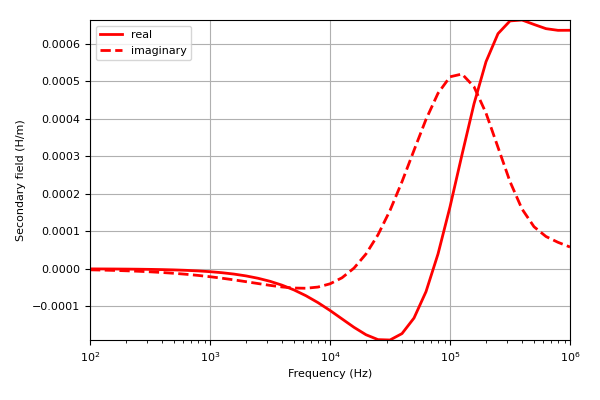 real
imaginary
0.0006
0.0005
0.0004
0.0003
0.0002
0.0001
0.0000
−0.0001
Secondary field (H/m)
10² 10³ 10⁴ 10⁵ 10⁶
Frequency (Hz)